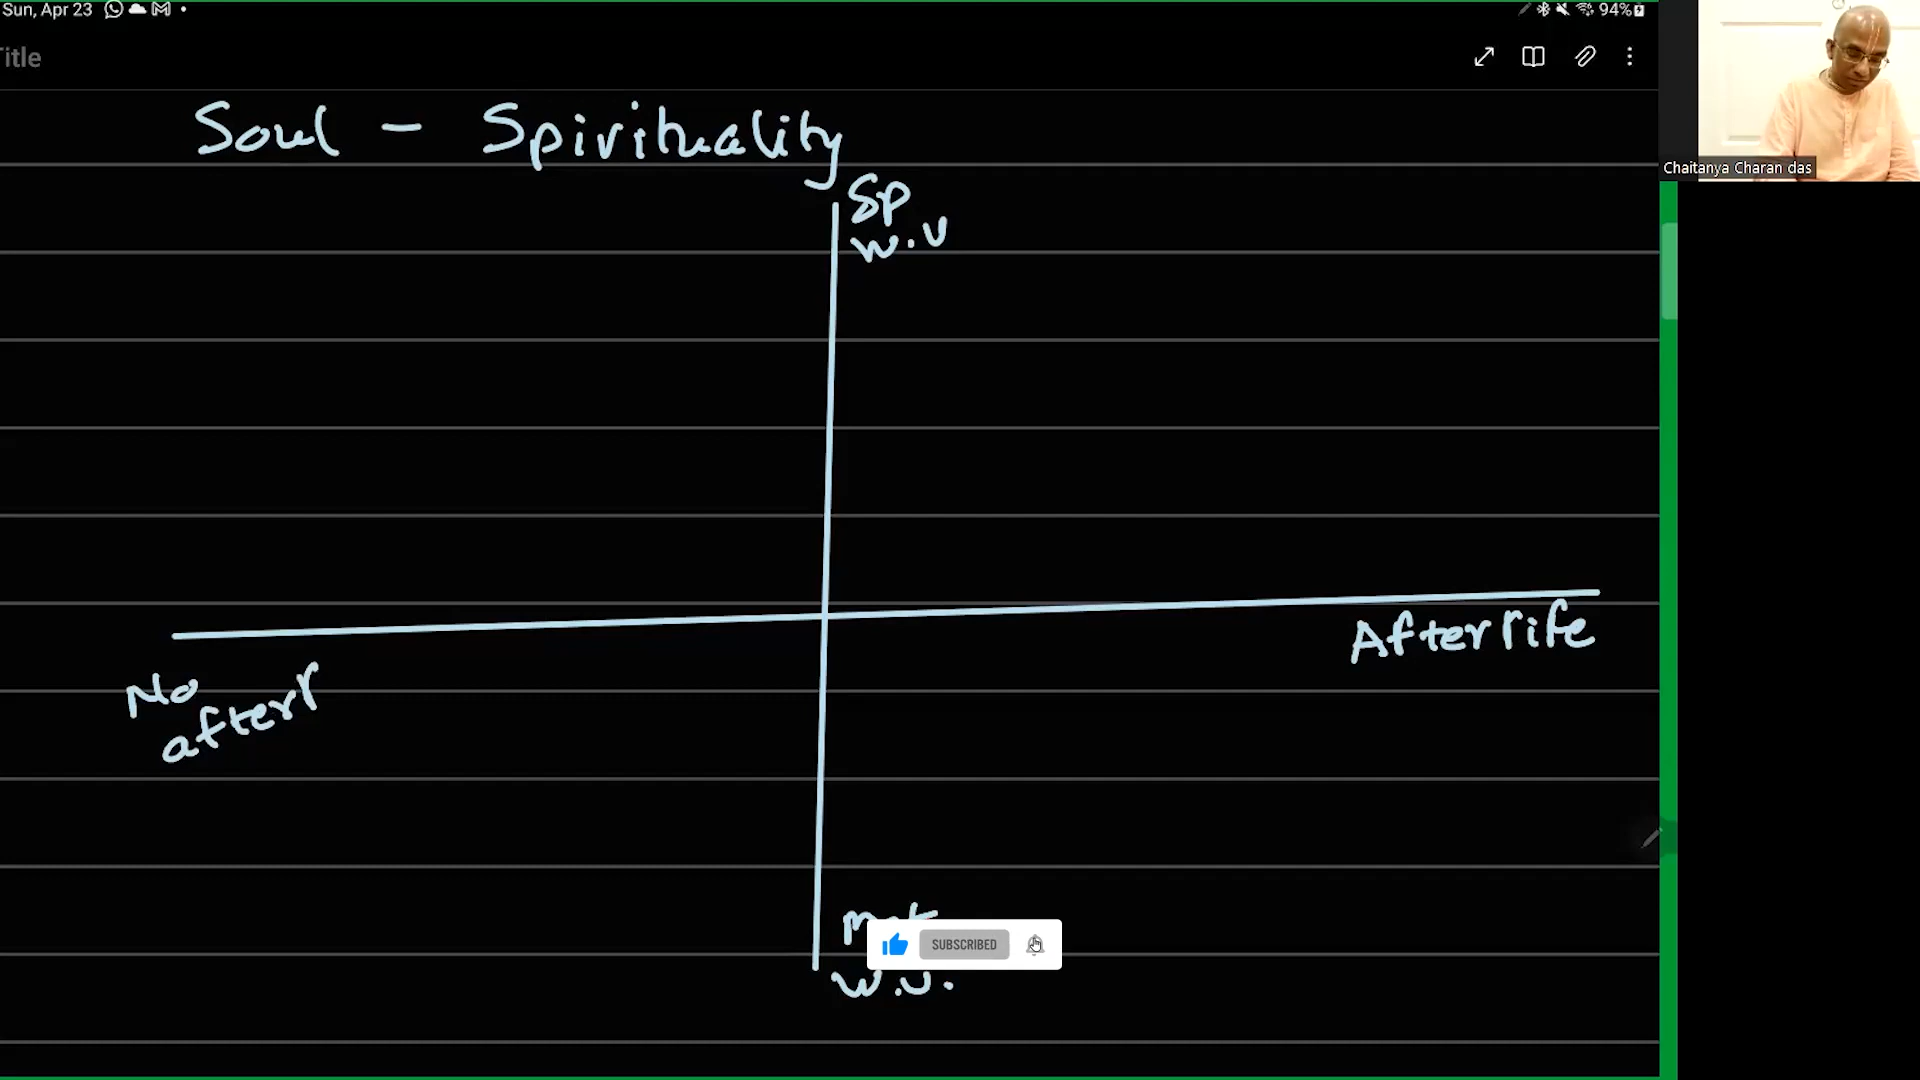 Sun, Apr 23
94%
Title
Chaitanya Charan das
Soul - Spirituality
Sp
w.v
Afterlife
No
afterl
SUBSCRIBED
w.v.